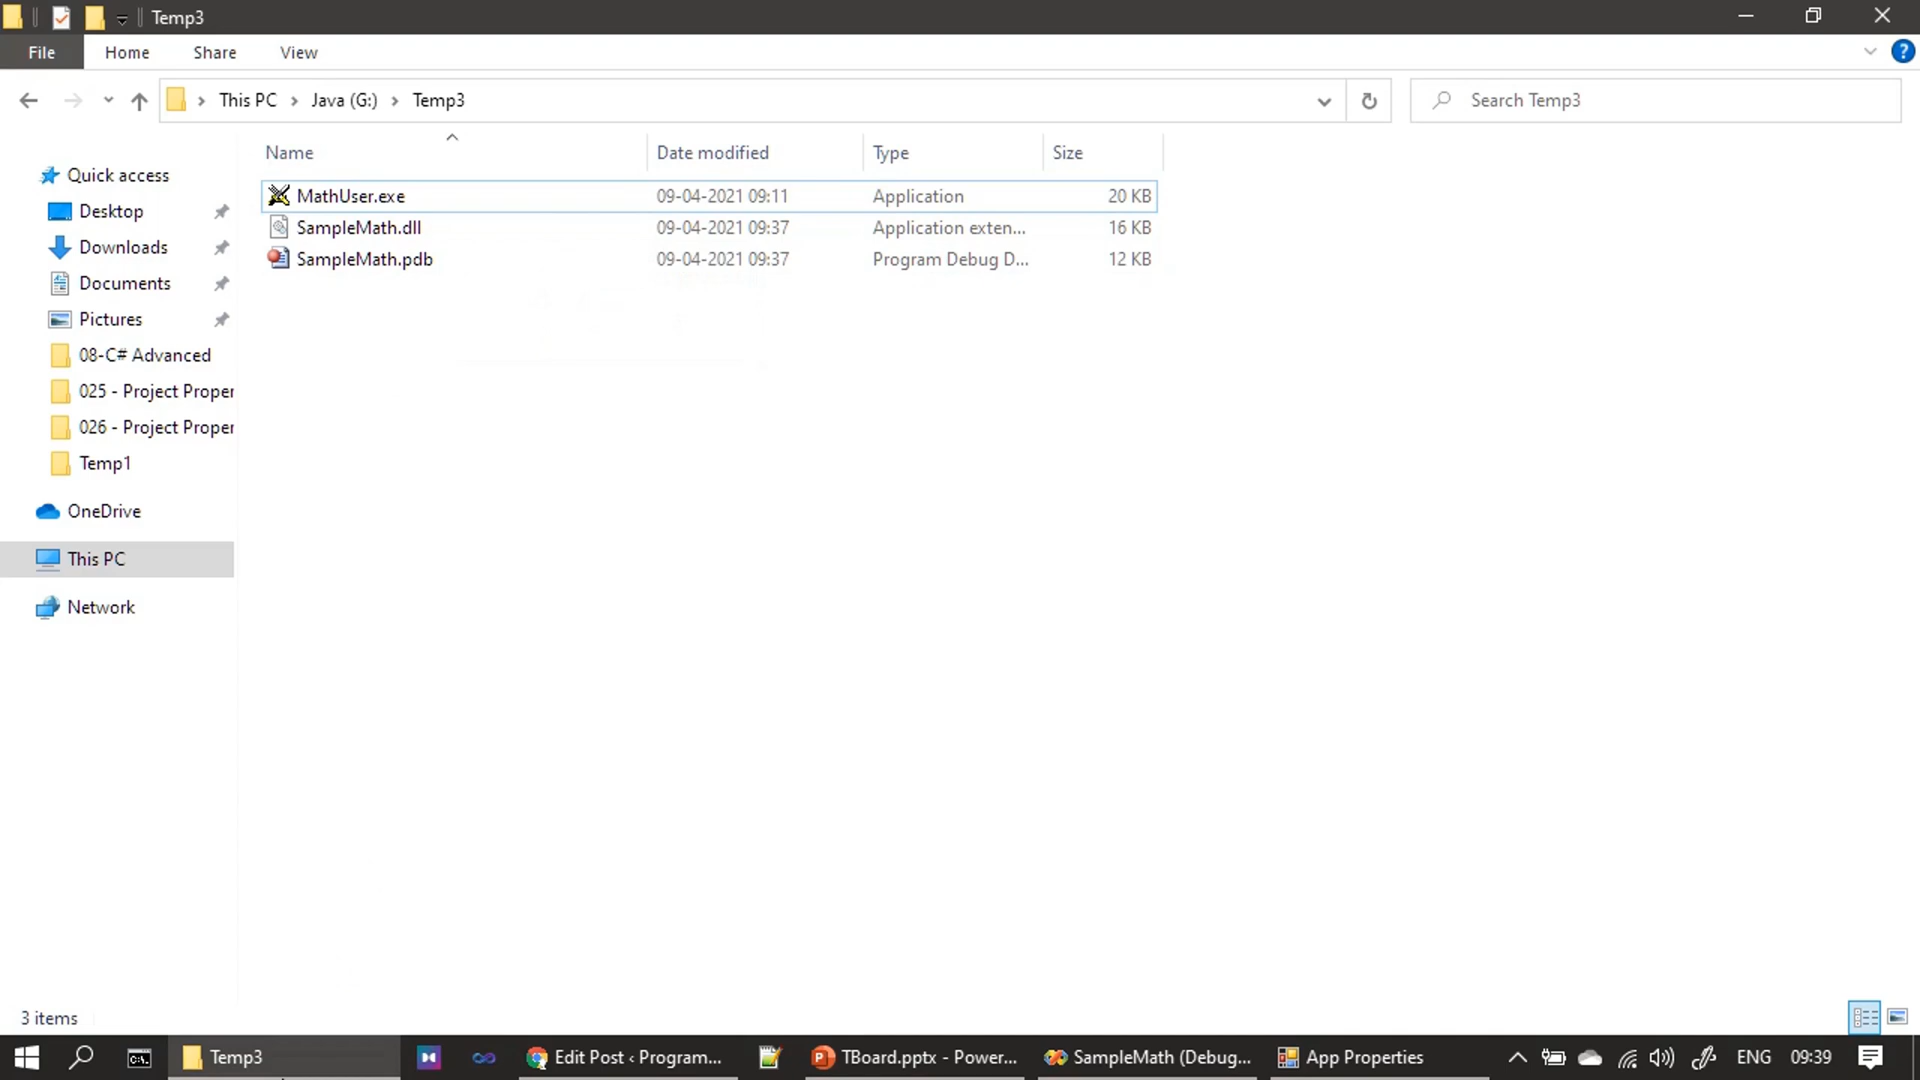 Temp3
File Home Share View ?
This PC > Java (G:) > Temp3
Search Temp3
Name Date modified Type Size
MathUser.exe 09-04-2021 09:11 Application 20 KB
SampleMath.dll 09-04-2021 09:37 Application exten... 16 KB
SampleMath.pdb 09-04-2021 09:37 Program Debug D... 12 KB
Quick access
Desktop
Downloads
Documents
Pictures
08-C# Advanced
025 - Project Proper
026 - Project Proper
Temp1
OneDrive
This PC
Network
3 items
Temp3 Edit Post ‹ Program... TBoard.pptx - Power... SampleMath (Debug... App Properties ENG 09:39